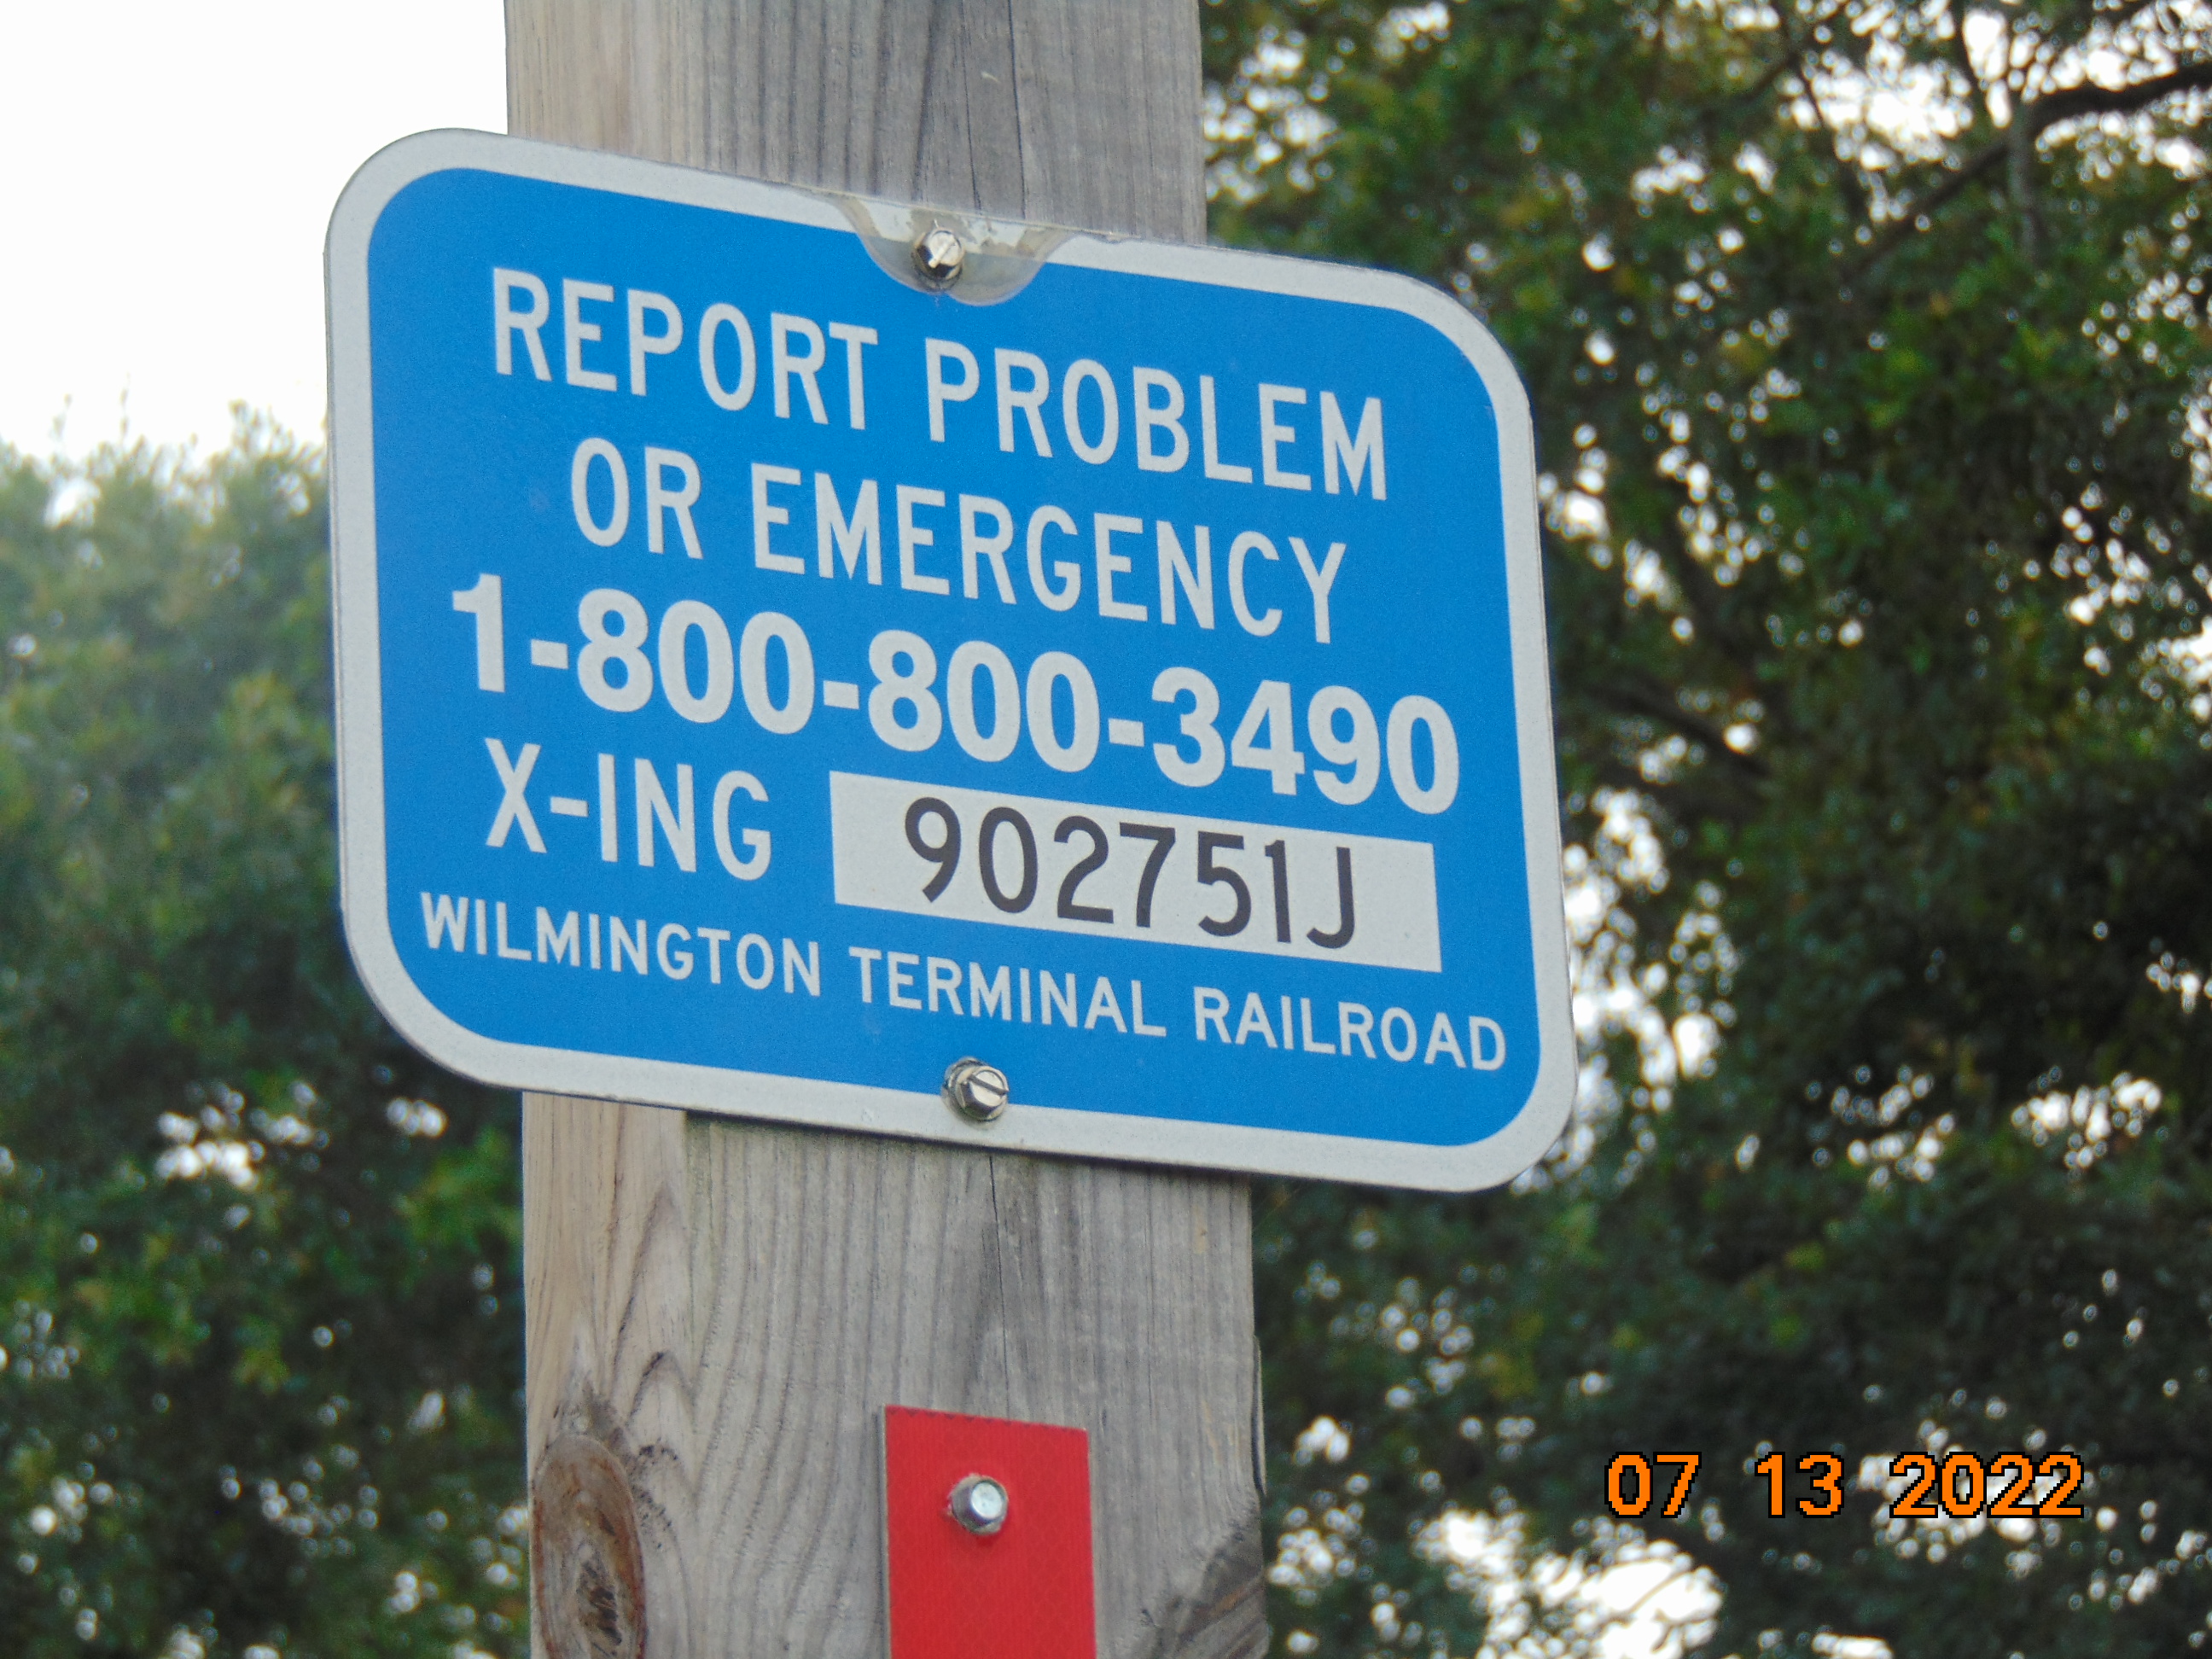 REPORT PROBLEM
OR EMERGENCY
1-800-800-3490
X-ING 902751J
WILMINGTON TERMINAL RAILROAD
07 13 2022